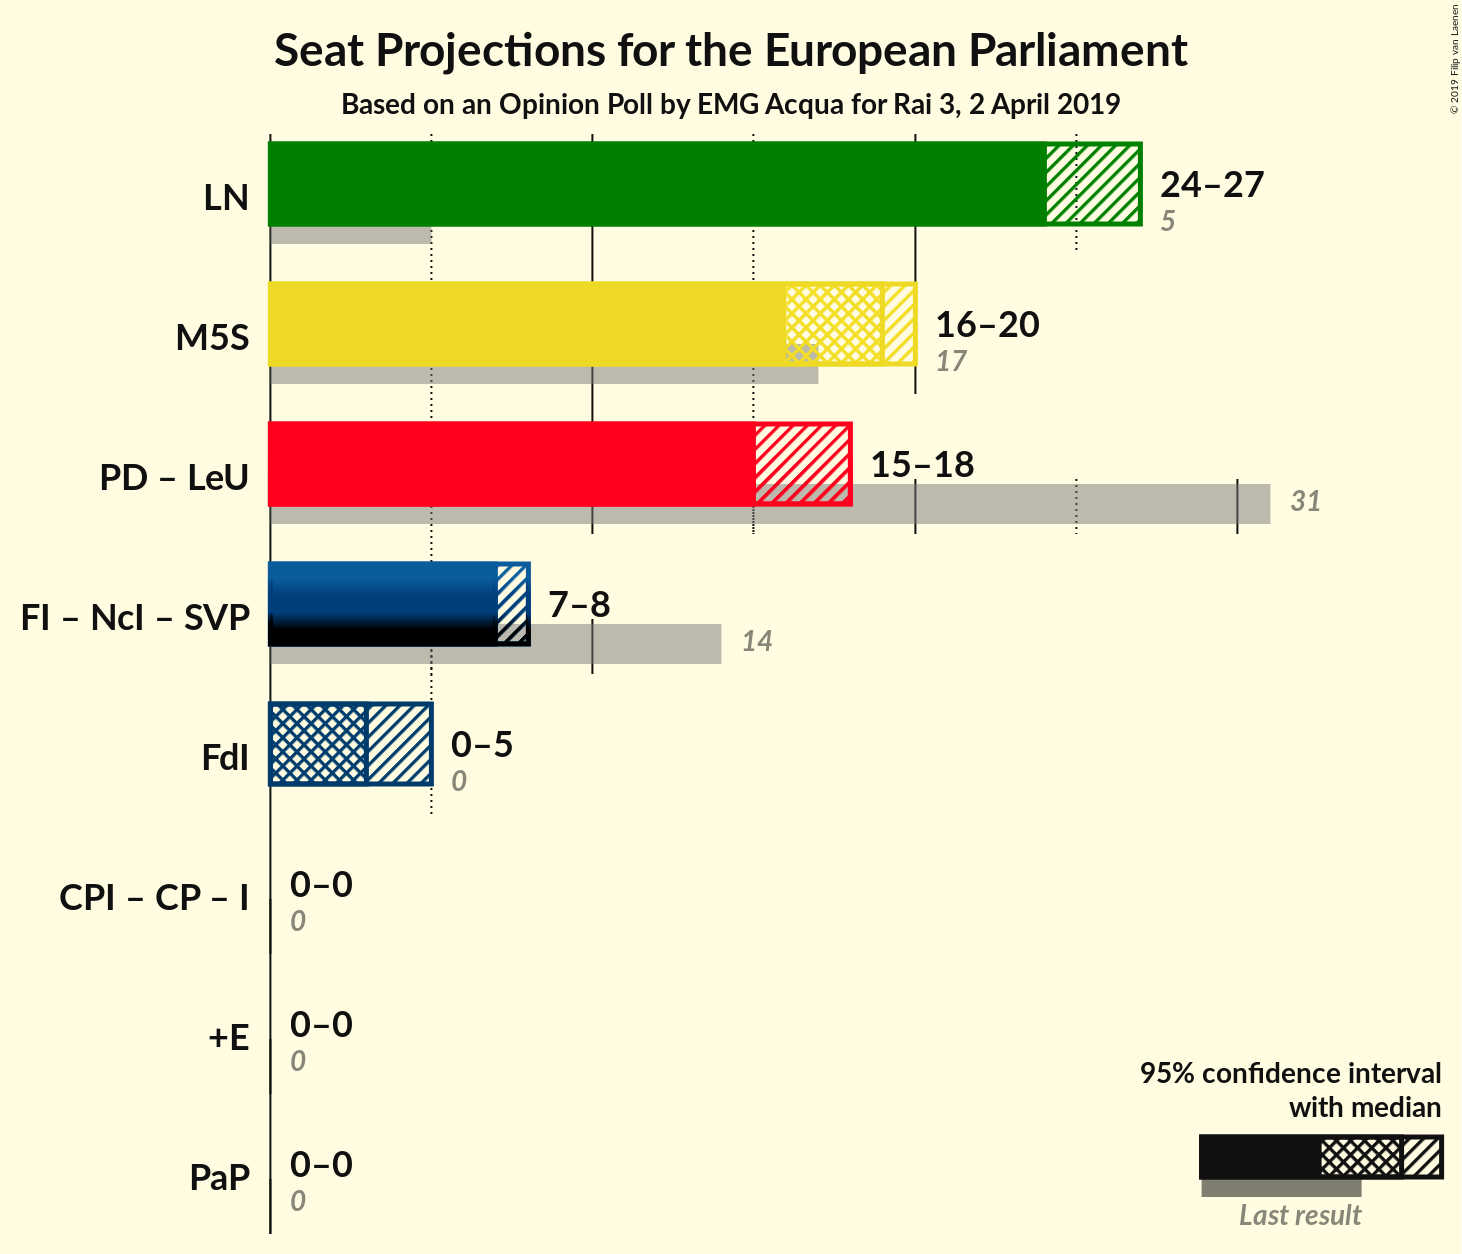 Seat Projections for the European Parliament
Based on an Opinion Poll by EMG Acqua for Rai 3, 2 April 2019
© 2019 Filip van Laenen
LN
24–27
5
M5S
16–20
17
PD – LeU
15–18
31
FI – NcI – SVP
7–8
14
FdI
0–5
0
CPI – CP – I
0–0
0
+E
0–0
0
PaP
0–0
0
95% confidence interval
with median
Last result